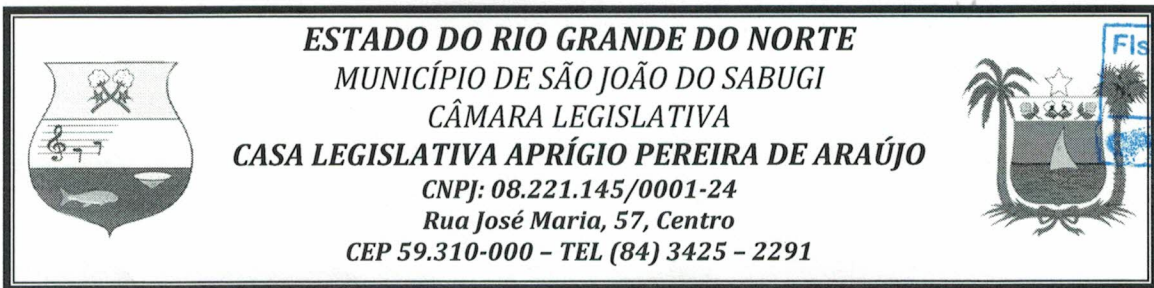 ESTADO DO RIO GRANDE DO NORTE
MUNICÍPIO DE SÃO JOÃO DO SABUGI
CÂMARA LEGISLATIVA
CASA LEGISLATIVA APRÍGIO PEREIRA DE ARAÚJO
CNPJ: 08.221.145/0001-24
Rua José Maria, 57, Centro
CEP 59.310-000 – TEL (84) 3425 – 2291
Fls